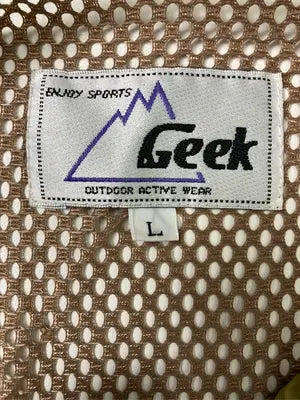 ENJOY SPORTS
Geek
OUTDOOR ACTIVE WEAR
L